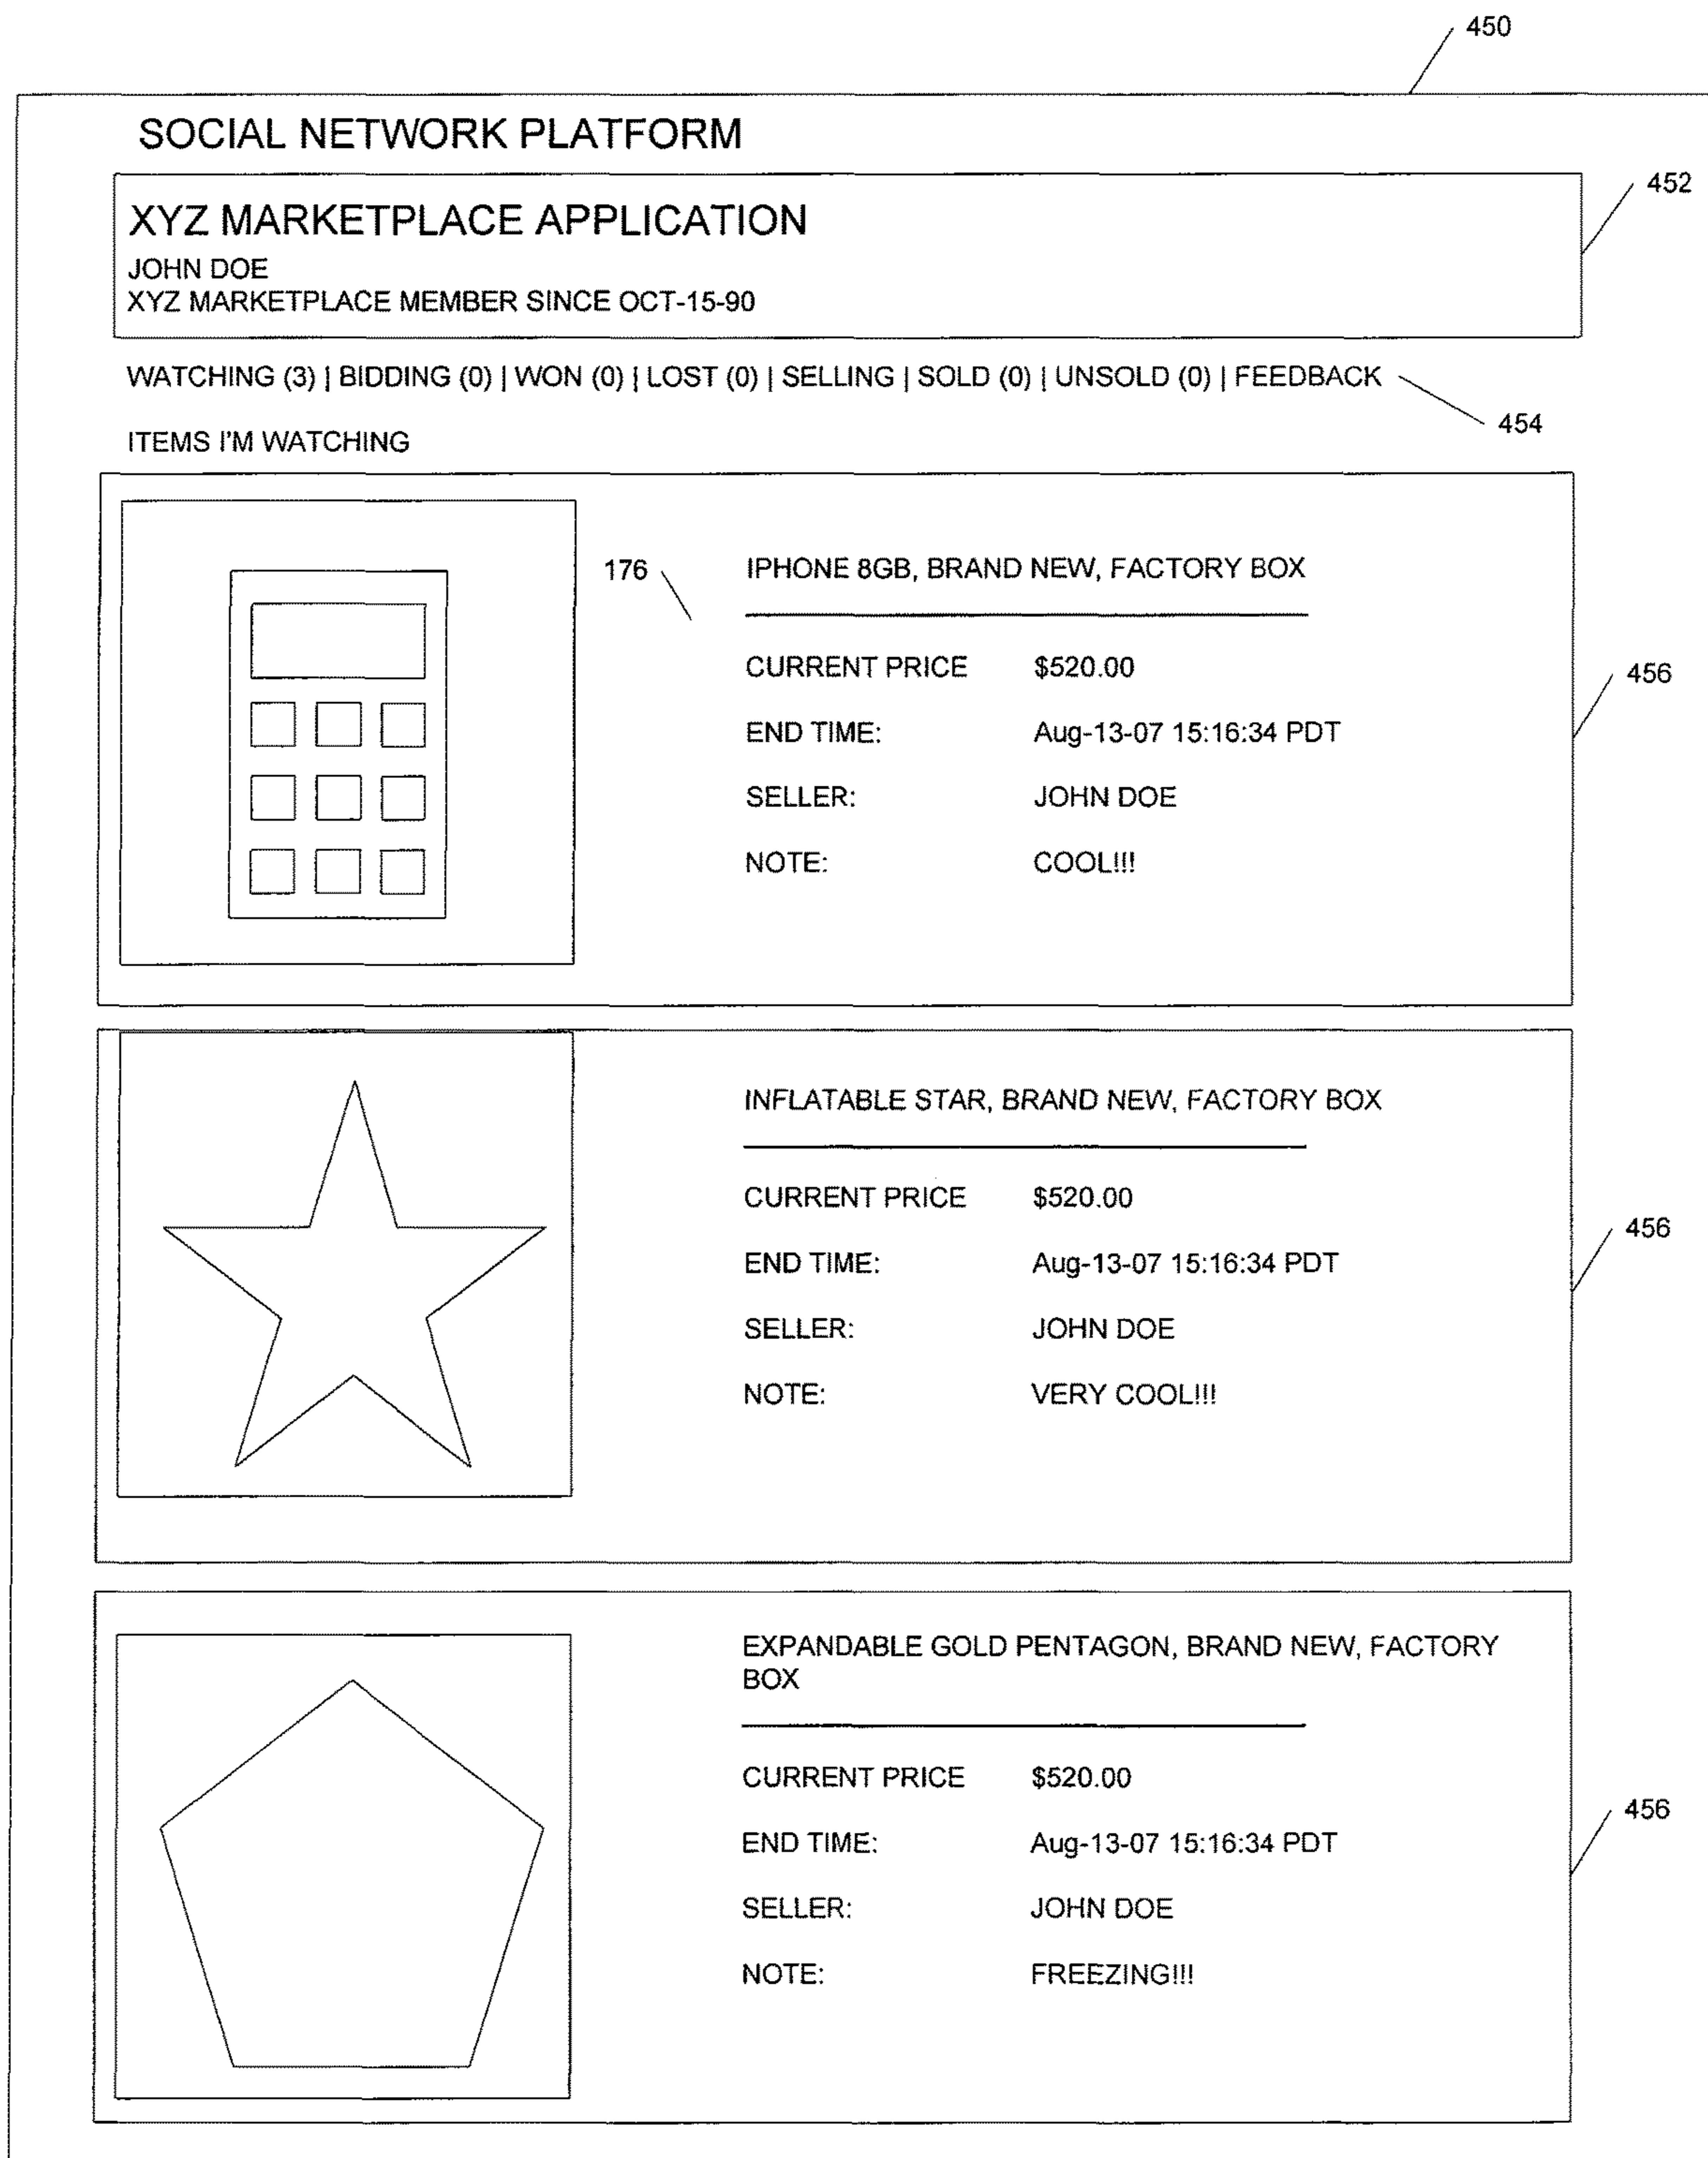 450
SOCIAL NETWORK PLATFORM
452
XYZ MARKETPLACE APPLICATION
JOHN DOE
XYZ MARKETPLACE MEMBER SINCE OCT-15-90
WATCHING (3) | BIDDING (0) | WON (0) | LOST (0) | SELLING | SOLD (0) | UNSOLD (0) | FEEDBACK
454
ITEMS I'M WATCHING
176
IPHONE 8GB, BRAND NEW, FACTORY BOX
CURRENT PRICE $520.00
456
END TIME: Aug-13-07 15:16:34 PDT
SELLER: JOHN DOE
NOTE: COOL!!!
INFLATABLE STAR, BRAND NEW, FACTORY BOX
CURRENT PRICE $520.00
456
END TIME: Aug-13-07 15:16:34 PDT
SELLER: JOHN DOE
NOTE: VERY COOL!!!
EXPANDABLE GOLD PENTAGON, BRAND NEW, FACTORY
BOX
CURRENT PRICE $520.00
456
END TIME: Aug-13-07 15:16:34 PDT
SELLER: JOHN DOE
NOTE: FREEZING!!!